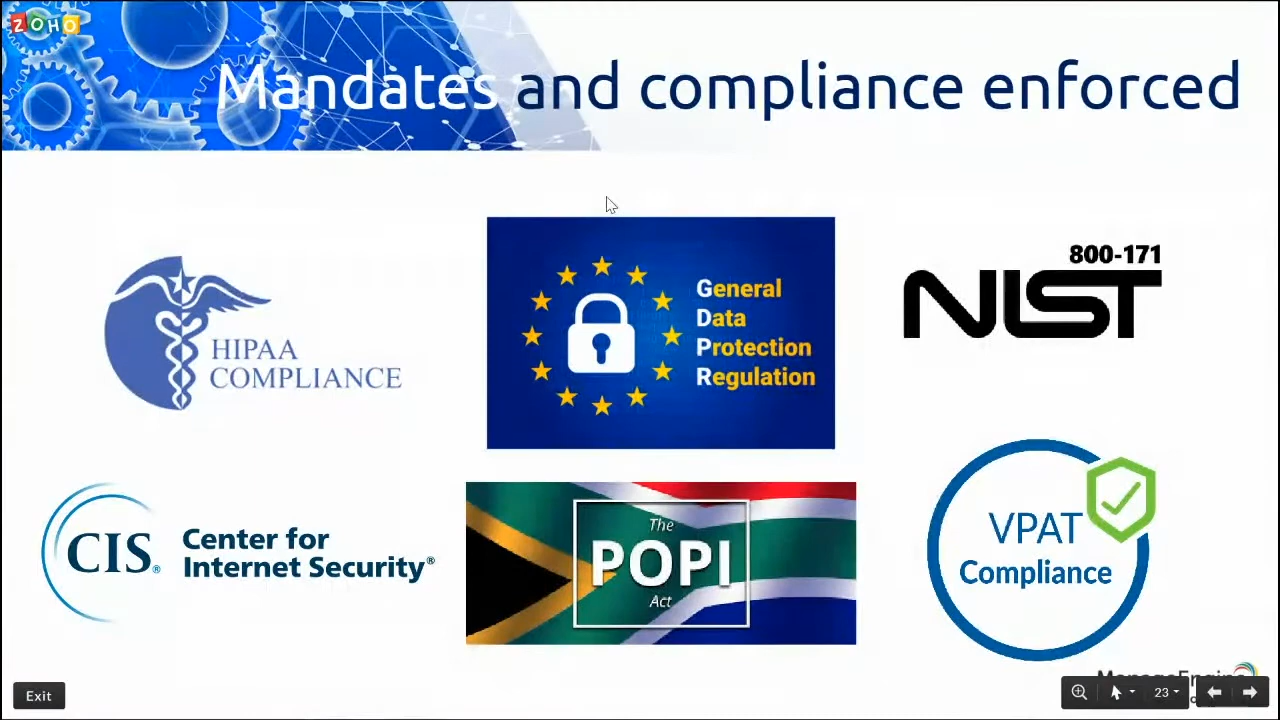 ZOHO
Mandates and compliance enforced
HIPAA
COMPLIANCE
General
Data
Protection
Regulation
800-171
NIST
CIS®
Center for
Internet Security®
The
POPI
Act
VPAT
Compliance
Exit
23